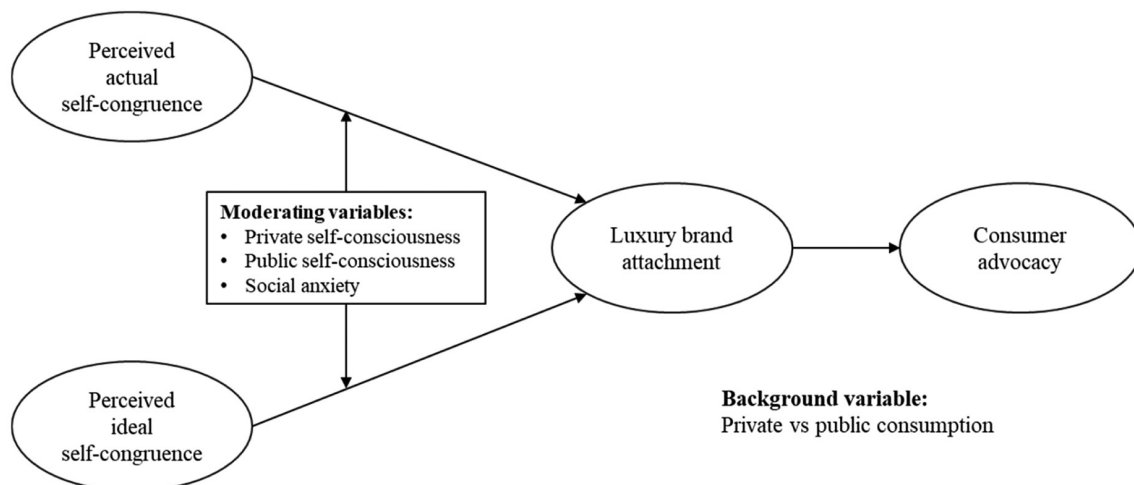 Perceived
actual
self-congruence
Moderating variables:
• Private self-consciousness
• Public self-consciousness
• Social anxiety
Luxury brand
attachment
Consumer
advocacy
Perceived
ideal
self-congruence
Background variable:
Private vs public consumption